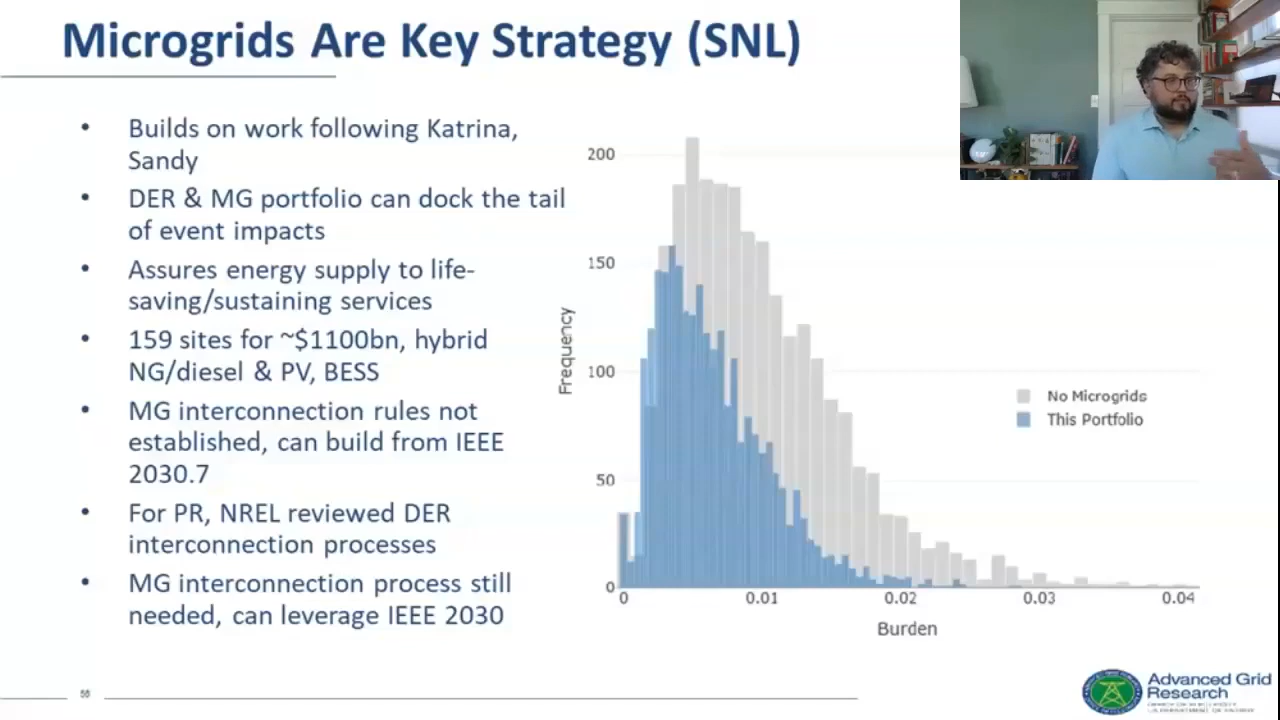 Microgrids Are Key Strategy (SNL)
• Builds on work following Katrina,
Sandy
• DER & MG portfolio can dock the tail
of event impacts
• Assures energy supply to life-
saving/sustaining services
• 159 sites for ~$1100bn, hybrid
NG/diesel & PV, BESS
• MG interconnection rules not
established, can build from IEEE
2030.7
• For PR, NREL reviewed DER
interconnection processes
• MG interconnection process still
needed, can leverage IEEE 2030
200
150
100
50
0
Frequency
0 0.01 0.02 0.03 0.04
Burden
No Microgrids
This Portfolio
Advanced Grid
Research